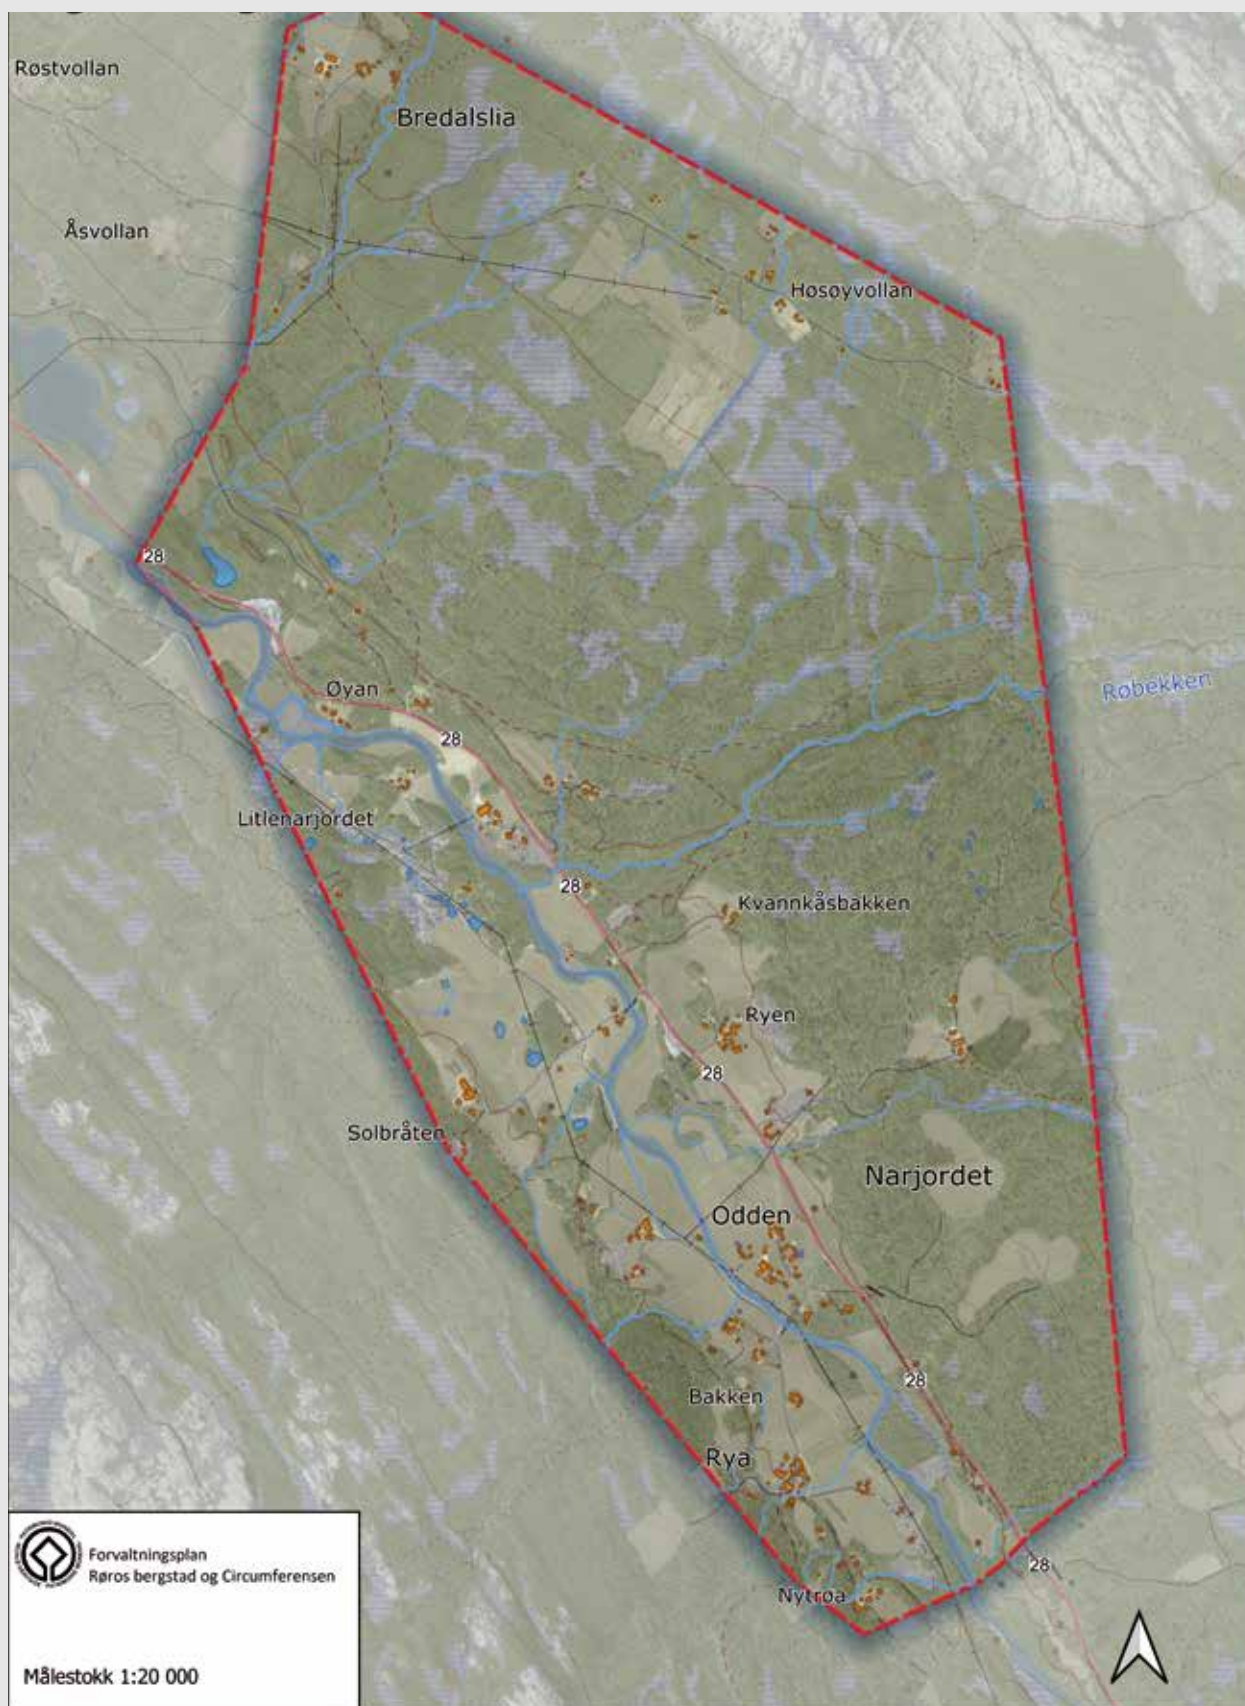 Røstvollan
Bredalslia
Åsvollan
Høsøyvollan
28
Røbekken
Øyan
28
Litlenarjordet
28
Kvannkåsbakken
Ryen
28
Solbråten
Narjordet
Odden
28
Bakken
Rya
28
Nytrøa
Forvaltningsplan
Røros bergstad og Circumferensen
Målestokk 1:20 000